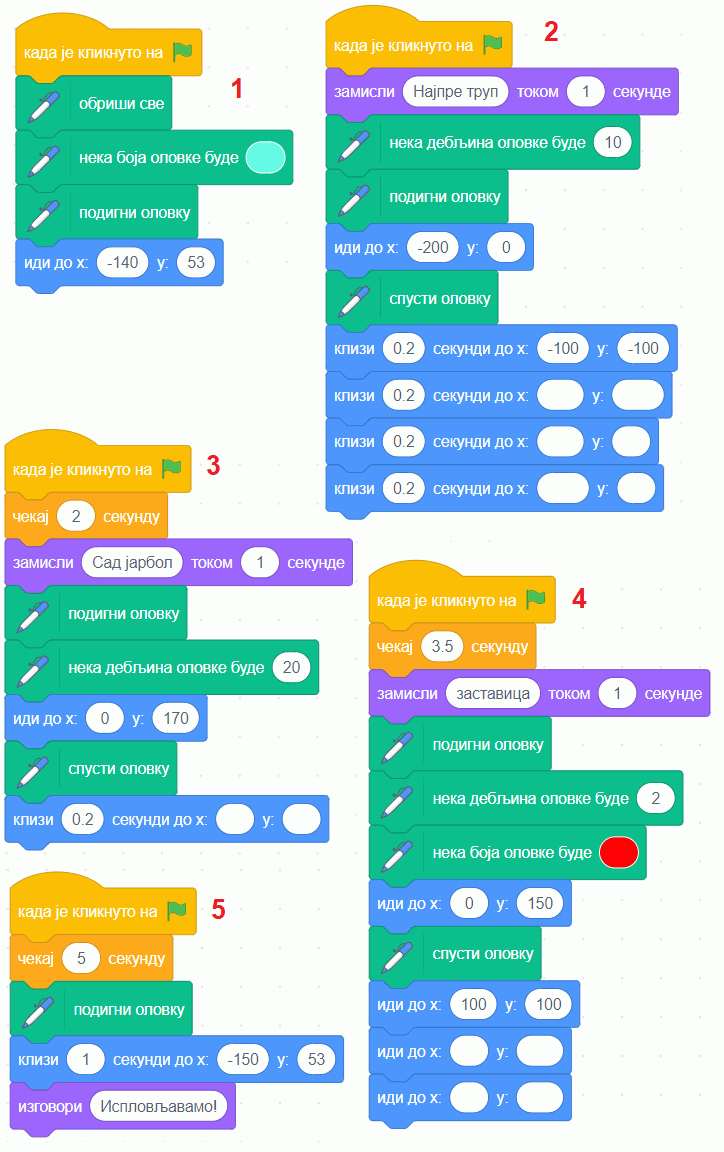 када је кликнуто на
1
обриши све
нека боја оловке буде
подигни оловку
иди до x: -140 y: 53
2
када је кликнуто на
замисли Најпре труп током 1 секунде
нека дебљина оловке буде 10
подигни оловку
иди до x: -200 y: 0
спусти оловку
клизи 0.2 секунди до x: -100 y: -100
клизи 0.2 секунди до x: y:
клизи 0.2 секунди до x: y:
клизи 0.2 секунди до x: y:
3
када је кликнуто на
чекај 2 секунду
замисли Сад јарбол током 1 секунде
подигни оловку
нека дебљина оловке буде 20
иди до x: 0 y: 170
спусти оловку
клизи 0.2 секунди до x: y:
4
када је кликнуто на
чекај 3.5 секунду
замисли заставица током 1 секунде
подигни оловку
нека дебљина оловке буде 2
нека боја оловке буде
иди до x: 0 y: 150
спусти оловку
иди до x: 100 y: 100
иди до x: y:
иди до x: y:
5
када је кликнуто на
чекај 5 секунду
подигни оловку
клизи 1 секунди до x: -150 y: 53
изговори Испловљавамо!